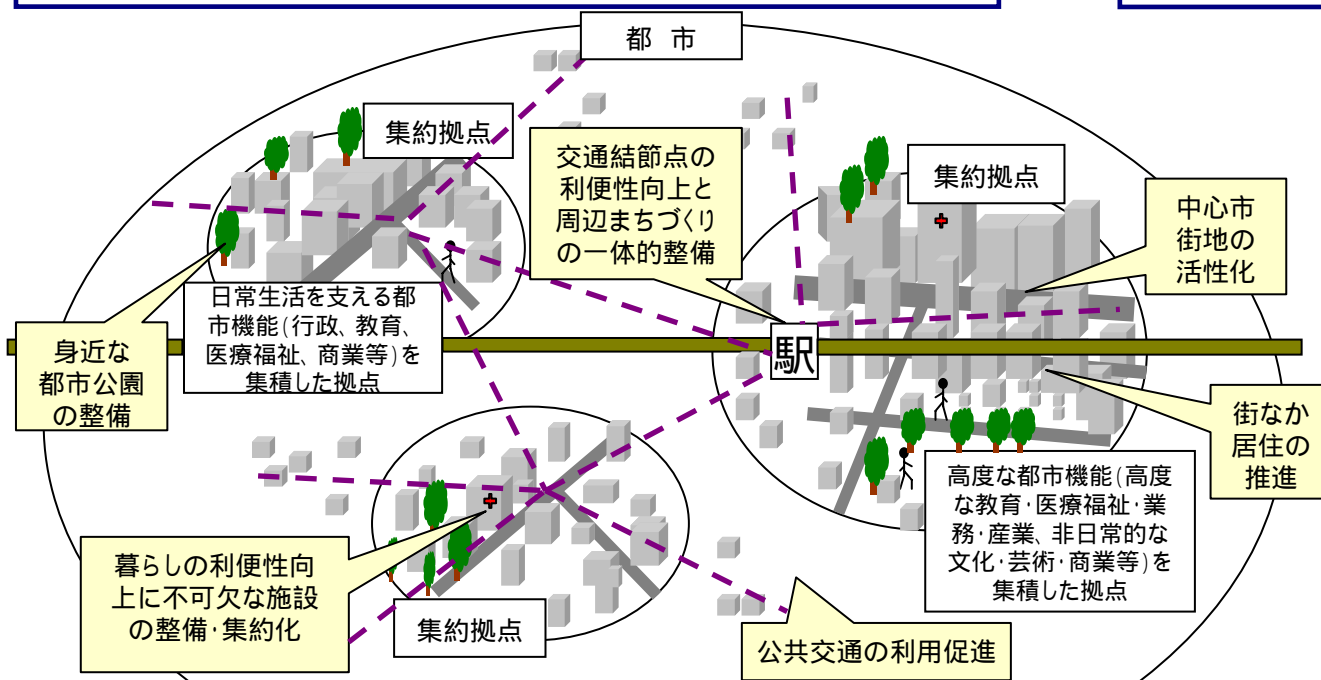 都 市
集約拠点
交通結節点の
利便性向上と
周辺まちづくり
の一体的整備
集約拠点
中心市
街地の
活性化
日常生活を支える都
市機能(行政、教育、
医療福祉、商業等)を
集積した拠点
身近な
都市公園
の整備
駅
街なか
居住の
推進
高度な都市機能(高度
な教育・医療福祉・業
務・産業、非日常的な
文化・芸術・商業等)を
集積した拠点
暮らしの利便性向
上に不可欠な施設
の整備・集約化
集約拠点
公共交通の利用促進